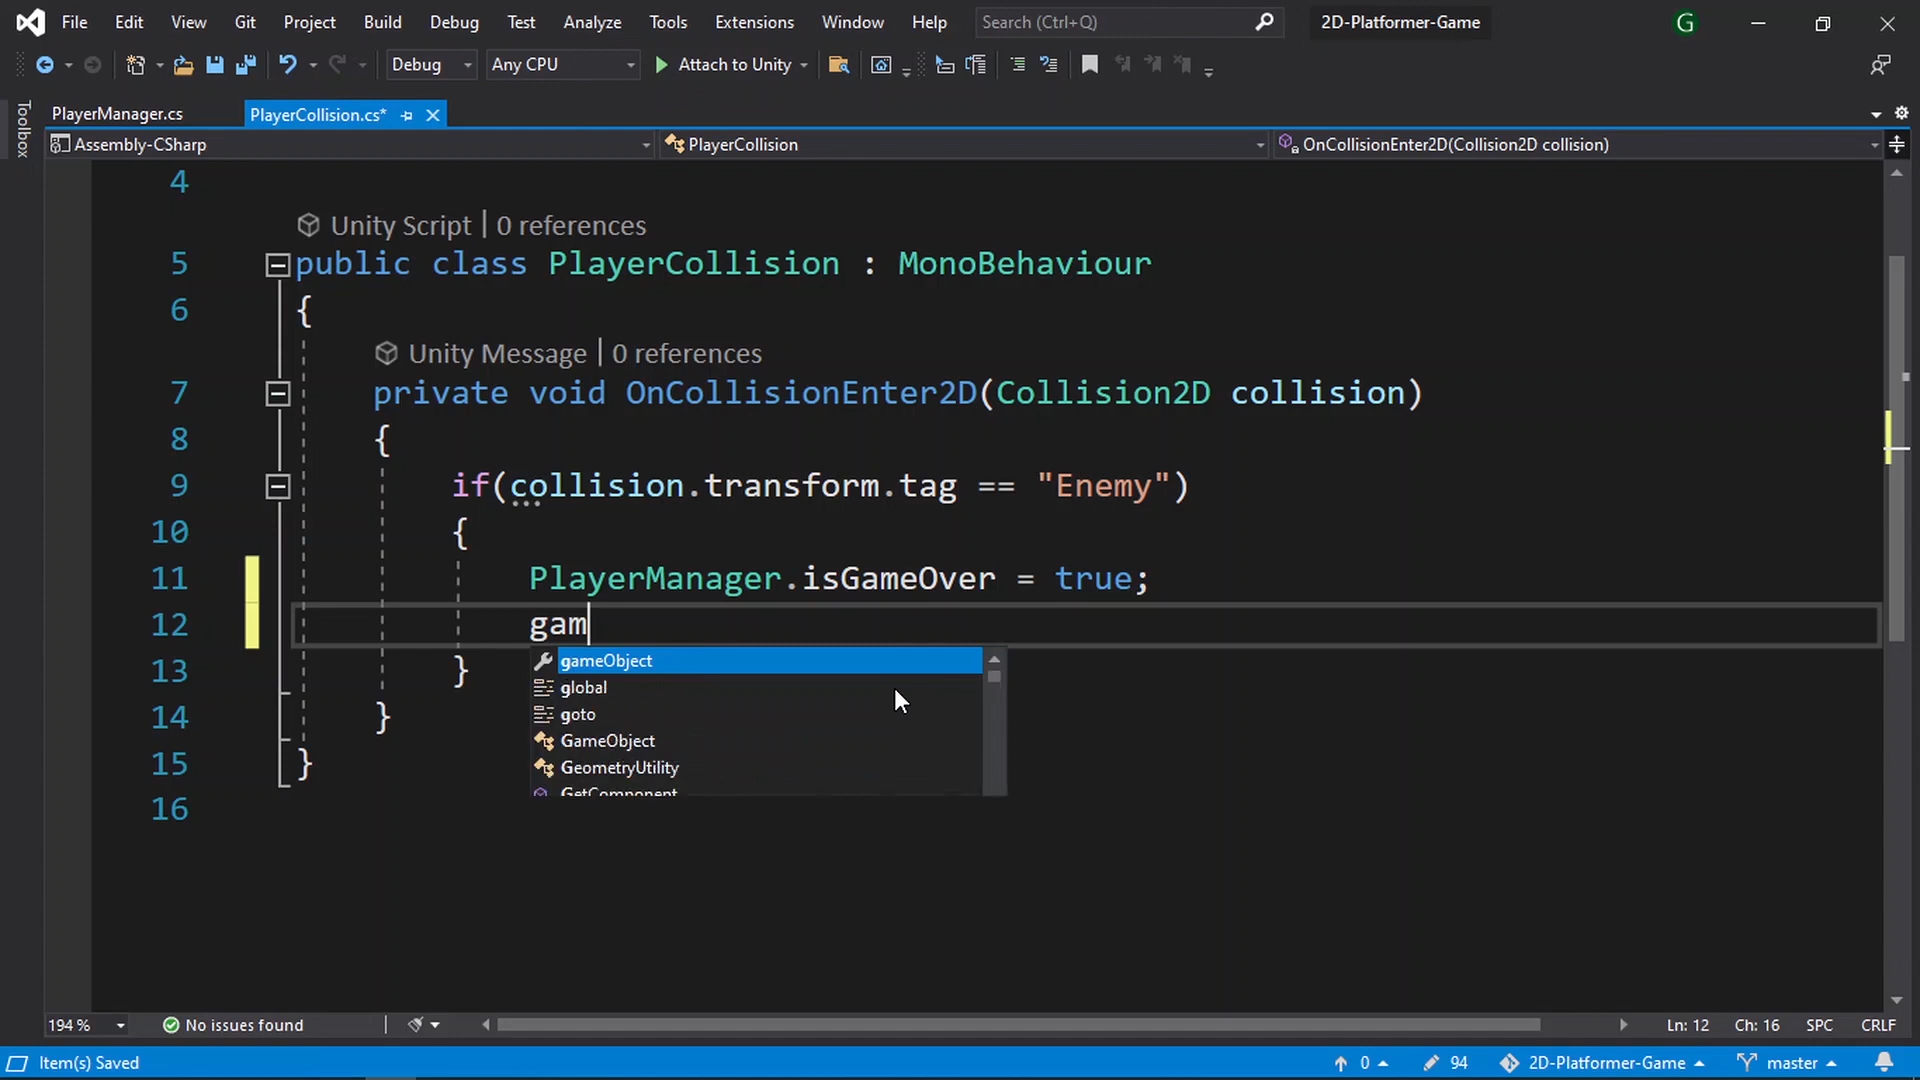 File Edit View Git Project Build Debug Test Analyze Tools Extensions Window Help Search (Ctrl+Q) 2D-Platformer-Game G
Debug Any CPU Attach to Unity
Toolbox
PlayerManager.cs PlayerCollision.cs*
Assembly-CSharp PlayerCollision OnCollisionEnter2D(Collision2D collision)
4
Unity Script | 0 references
5 public class PlayerCollision : MonoBehaviour
6 {
Unity Message | 0 references
7 private void OnCollisionEnter2D(Collision2D collision)
8 {
9 if(collision.transform.tag == "Enemy")
10 {
11 PlayerManager.isGameOver = true;
12 gam
gameObject
13 }
global
14 }
goto
GameObject
15 }
GeometryUtility
GetComponent
16
194 % No issues found Ln: 12 Ch: 16 SPC CRLF
Item(s) Saved 0 94 2D-Platformer-Game master